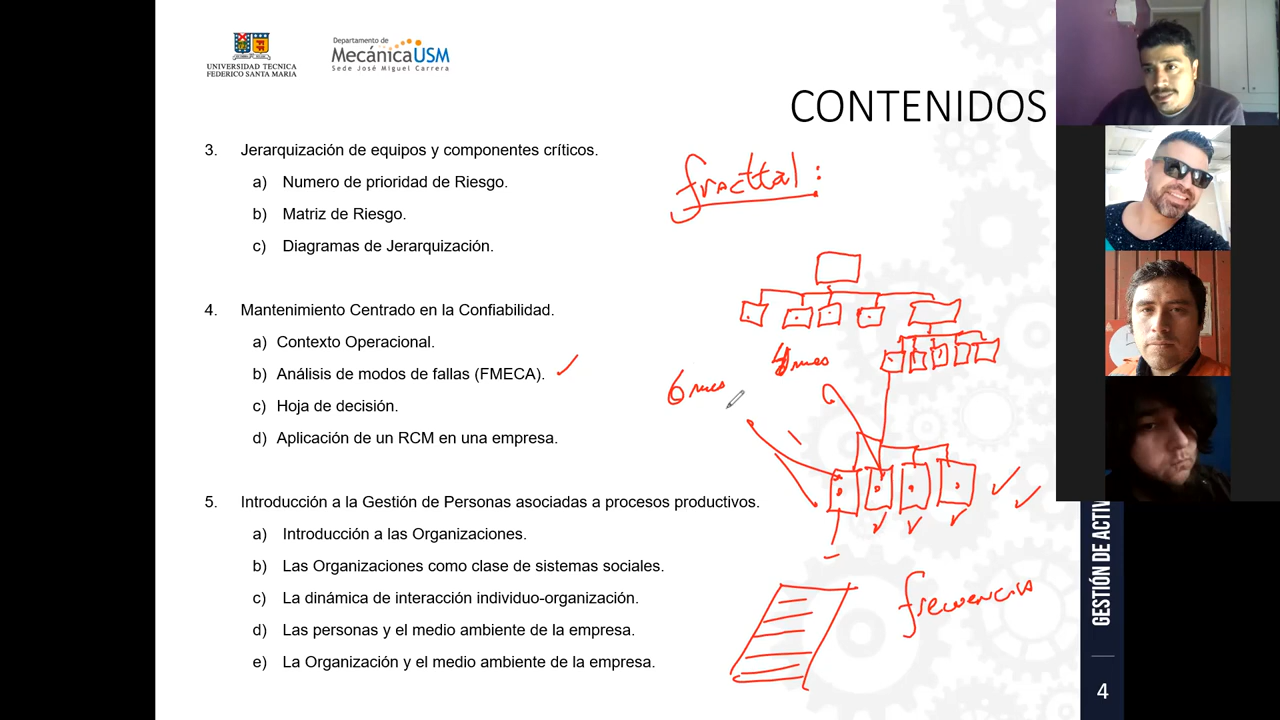 UNIVERSIDAD TECNICA
FEDERICO SANTA MARIA
Departamento de
MecánicaUSM
Sede José Miguel Carrera
CONTENIDOS
3. Jerarquización de equipos y componentes críticos.
a) Numero de prioridad de Riesgo.
b) Matriz de Riesgo.
c) Diagramas de Jerarquización.
fracttal:
4. Mantenimiento Centrado en la Confiabilidad.
a) Contexto Operacional.
b) Análisis de modos de fallas (FMECA).
c) Hoja de decisión.
d) Aplicación de un RCM en una empresa.
6 mes
5. Introducción a la Gestión de Personas asociadas a procesos productivos.
a) Introducción a las Organizaciones.
b) Las Organizaciones como clase de sistemas sociales.
c) La dinámica de interacción individuo-organización.
d) Las personas y el medio ambiente de la empresa.
e) La Organización y el medio ambiente de la empresa.
frecuencias
GESTIÓN DE ACTIV
4